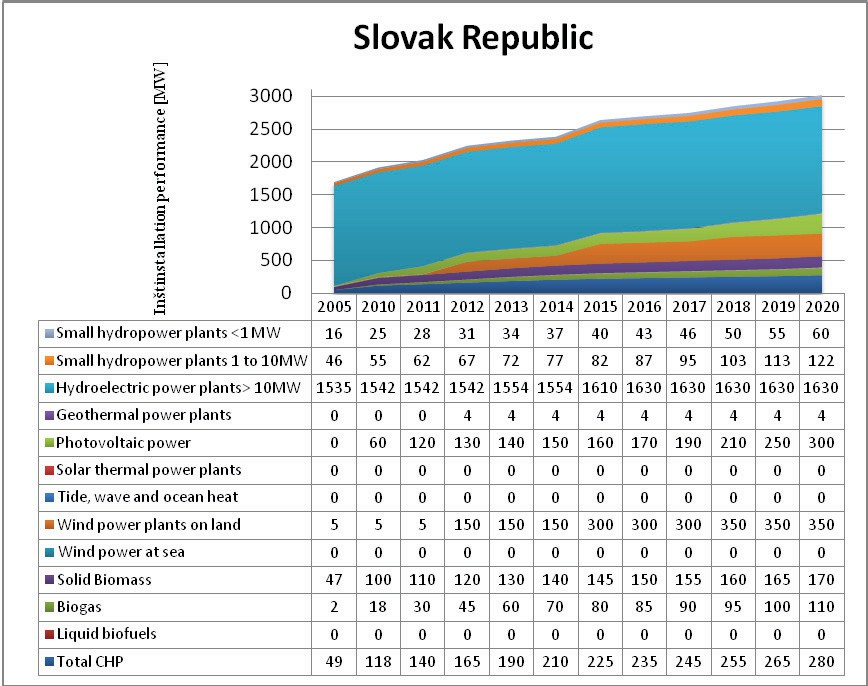 Slovak Republic
Inštinstallation performance [MW]
3000
2500
2000
1500
1000
500
0
2005 2010 2011 2012 2013 2014 2015 2016 2017 2018 2019 2020
Small hydropower plants <1 MW 16 25 28 31 34 37 40 43 46 50 55 60
Small hydropower plants 1 to 10MW 46 55 62 67 72 77 82 87 95 103 113 122
Hydroelectric power plants> 10MW 1535 1542 1542 1542 1554 1554 1610 1630 1630 1630 1630 1630
Geothermal power plants 0 0 0 4 4 4 4 4 4 4 4 4
Photovoltaic power 0 60 120 130 140 150 160 170 190 210 250 300
Solar thermal power plants 0 0 0 0 0 0 0 0 0 0 0 0
Tide, wave and ocean heat 0 0 0 0 0 0 0 0 0 0 0 0
Wind power plants on land 5 5 5 150 150 150 300 300 300 350 350 350
Wind power at sea 0 0 0 0 0 0 0 0 0 0 0 0
Solid Biomass 47 100 110 120 130 140 145 150 155 160 165 170
Biogas 2 18 30 45 60 70 80 85 90 95 100 110
Liquid biofuels 0 0 0 0 0 0 0 0 0 0 0 0
Total CHP 49 118 140 165 190 210 225 235 245 255 265 280